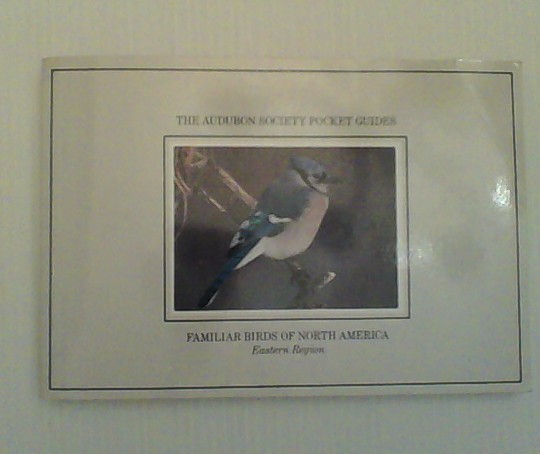 THE AUDUBON SOCIETY POCKET GUIDES
FAMILIAR BIRDS OF NORTH AMERICA
Eastern Region